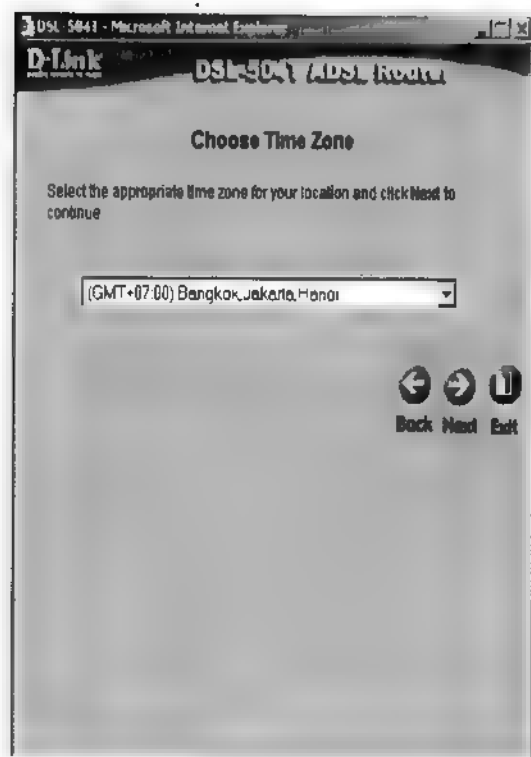 DSL-504T - Microsoft Internet Explorer
D-Link
DSL-504T ADSL Router
Choose Time Zone
Select the appropriate time zone for your location and click Next to
continue
(GMT+07:00) Bangkok,Jakarta,Hanoi
Back Next Exit